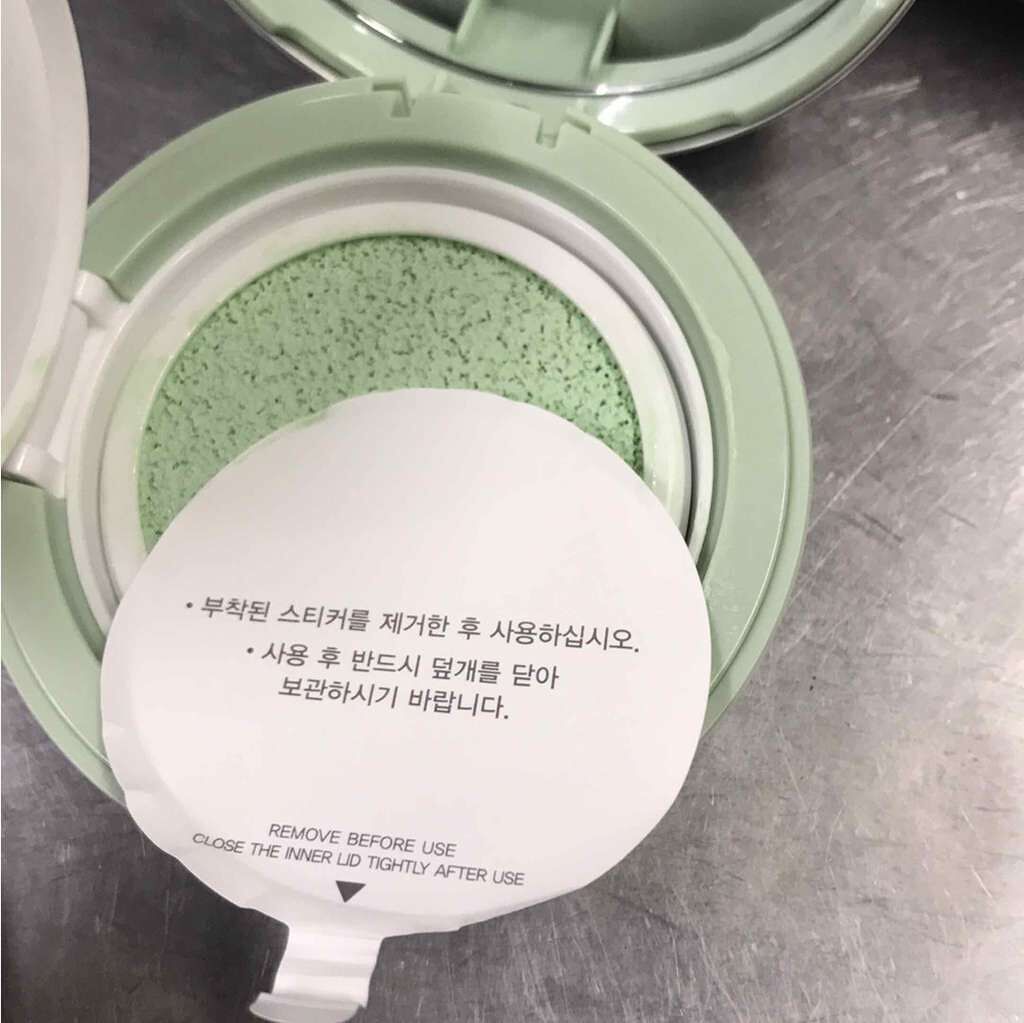 • 부착된 스티커를 제거한 후 사용하십시오.
• 사용 후 반드시 덮개를 닫아
보관하시기 바랍니다.
REMOVE BEFORE USE
CLOSE THE INNER LID TIGHTLY AFTER USE